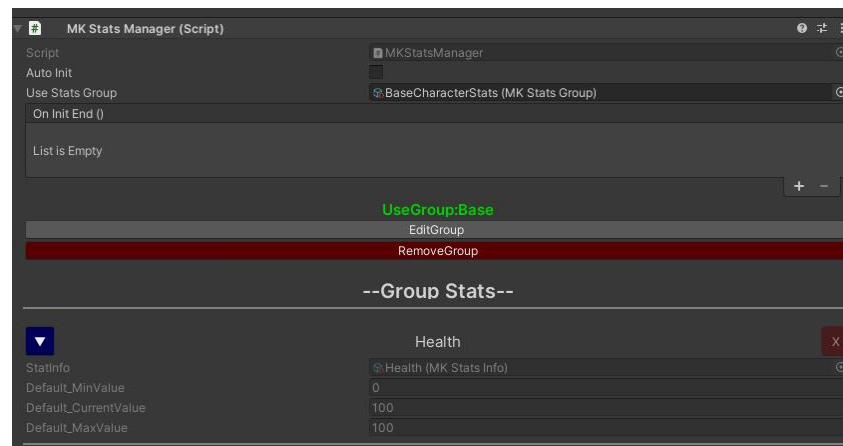 MK Stats Manager (Script)
Script MKStatsManager
Auto Init
Use Stats Group BaseCharacterStats (MK Stats Group)
On Init End ()
List is Empty
+ −
UseGroup:Base
EditGroup
RemoveGroup
--Group Stats--
Health X
StatInfo Health (MK Stats Info)
Default_MinValue 0
Default_CurrentValue 100
Default_MaxValue 100